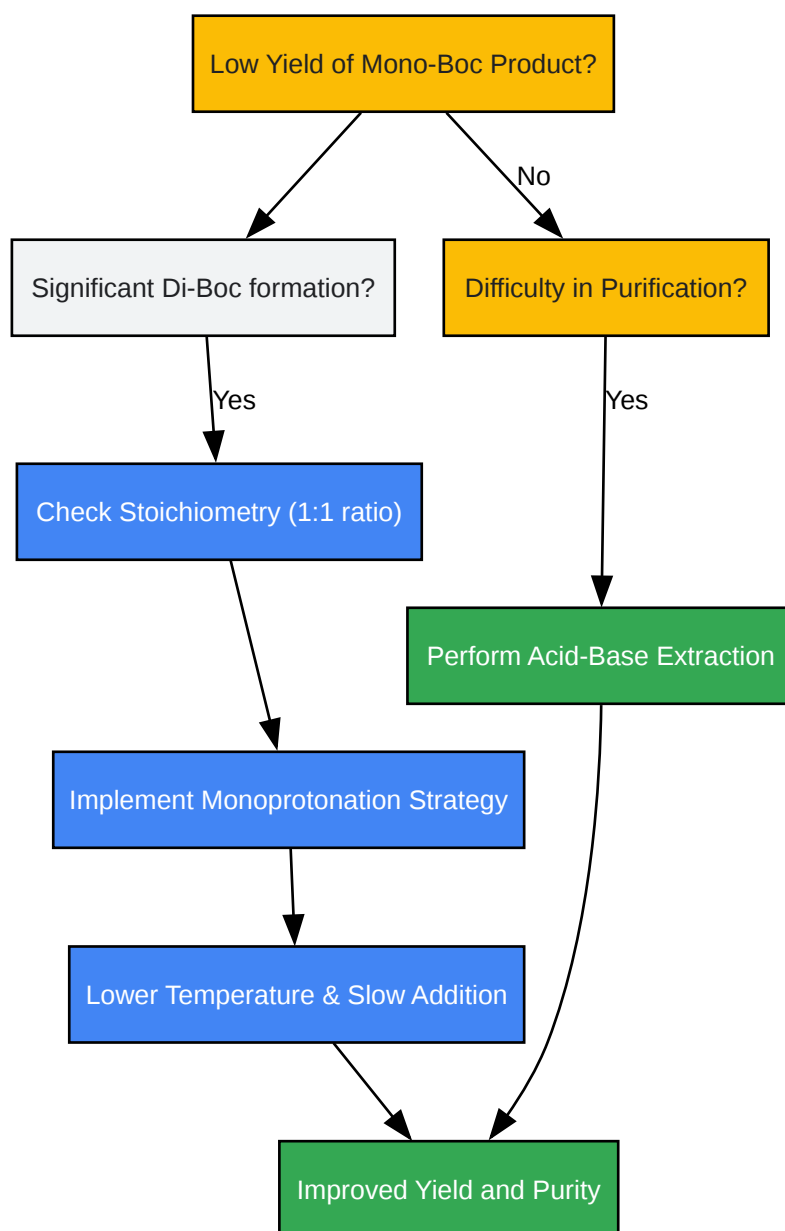 Low Yield of Mono-Boc Product?
No
Significant Di-Boc formation?
Difficulty in Purification?
Yes
Yes
Check Stoichiometry (1:1 ratio)
Perform Acid-Base Extraction
Implement Monoprotonation Strategy
Lower Temperature & Slow Addition
Improved Yield and Purity